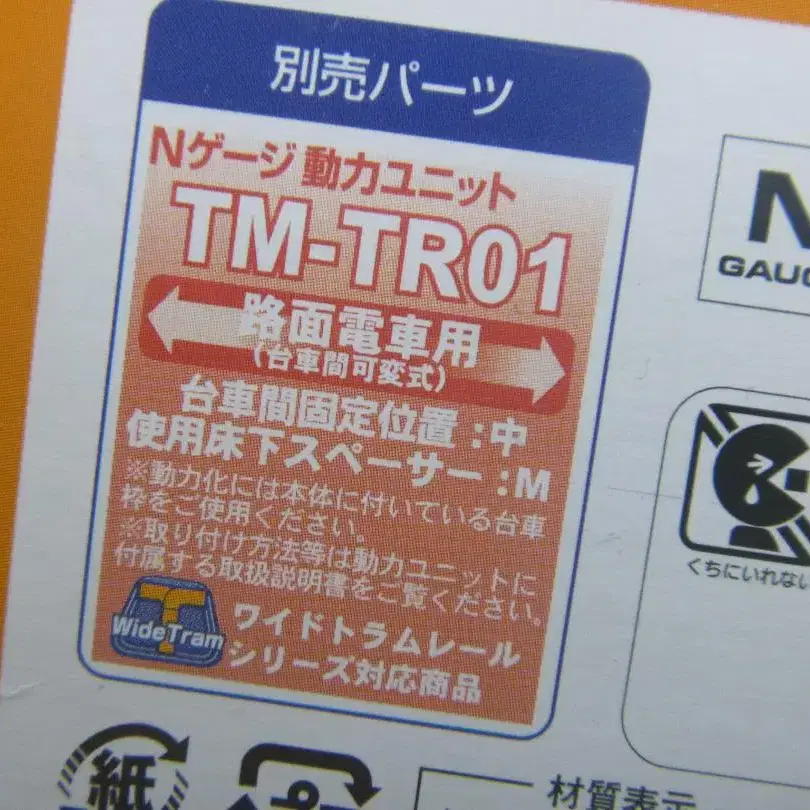 別売パーツ
Nゲージ 動力ユニット
TM-TR01
路面電車用
(台車間可変式)
台車間固定位置:中
使用床下スペーサー:M
※動力化には本体に付いている台車
枠をご使用ください。
※取り付け方法等は動力ユニットに
付属する取扱説明書をご覧ください。
WideTram
ワイドトラムレール
シリーズ対応商品
N
GAUG
くちにいれない
紙
材質表示